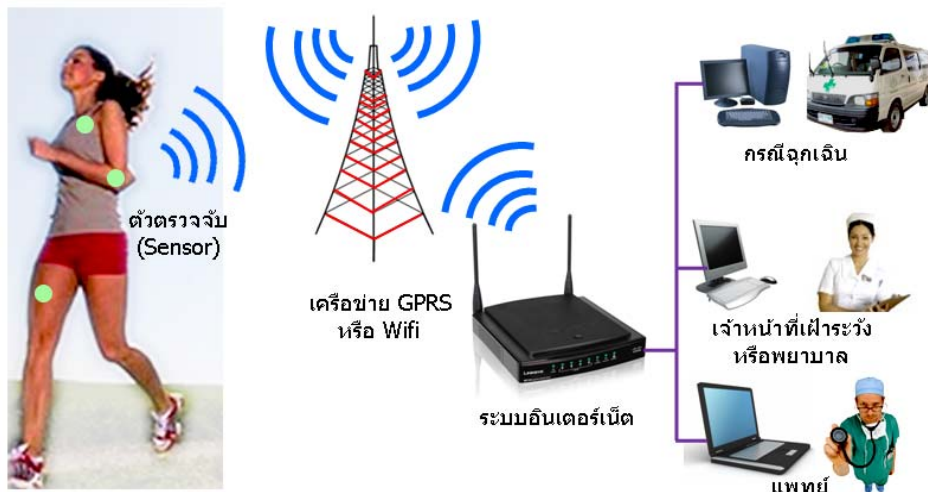 ตัวตรวจจับ
(Sensor)
เครือข่าย GPRS
หรือ Wifi
ระบบอินเตอร์เน็ต
กรณีฉุกเฉิน
เจ้าหน้าที่เฝ้าระวัง
หรือพยาบาล
แพทย์